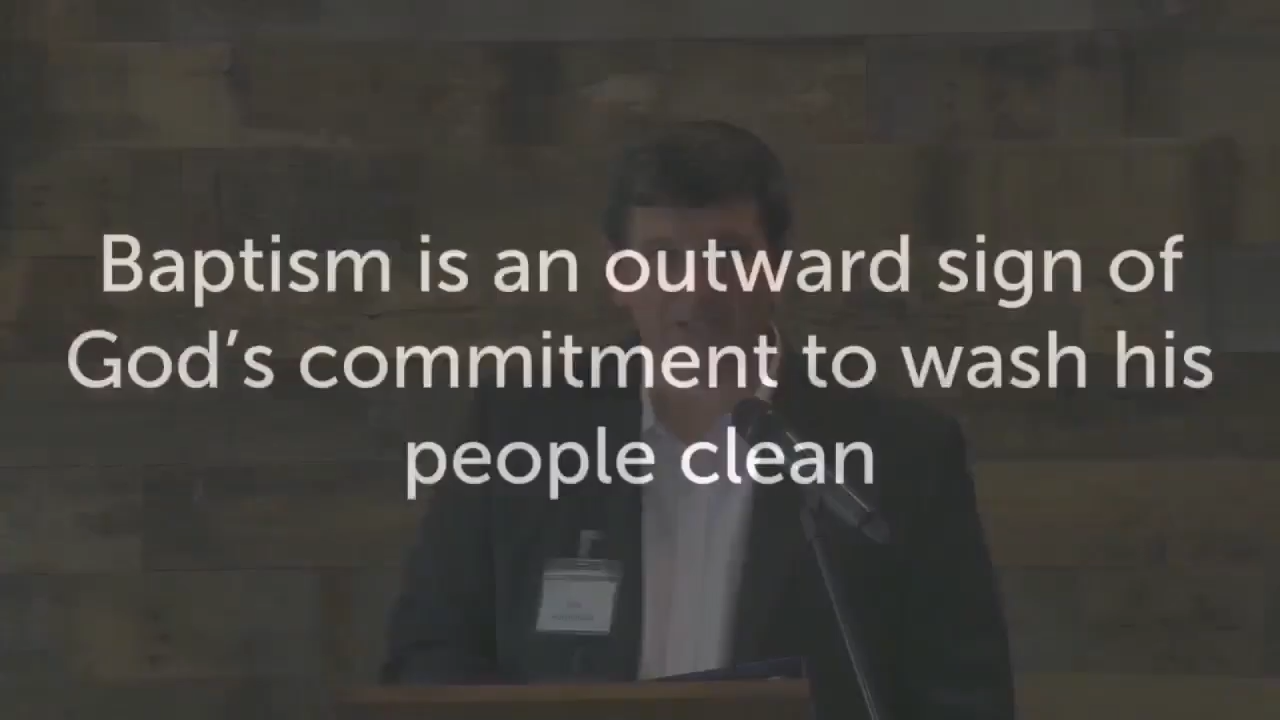 Baptism is an outward sign of
God’s commitment to wash his
people clean